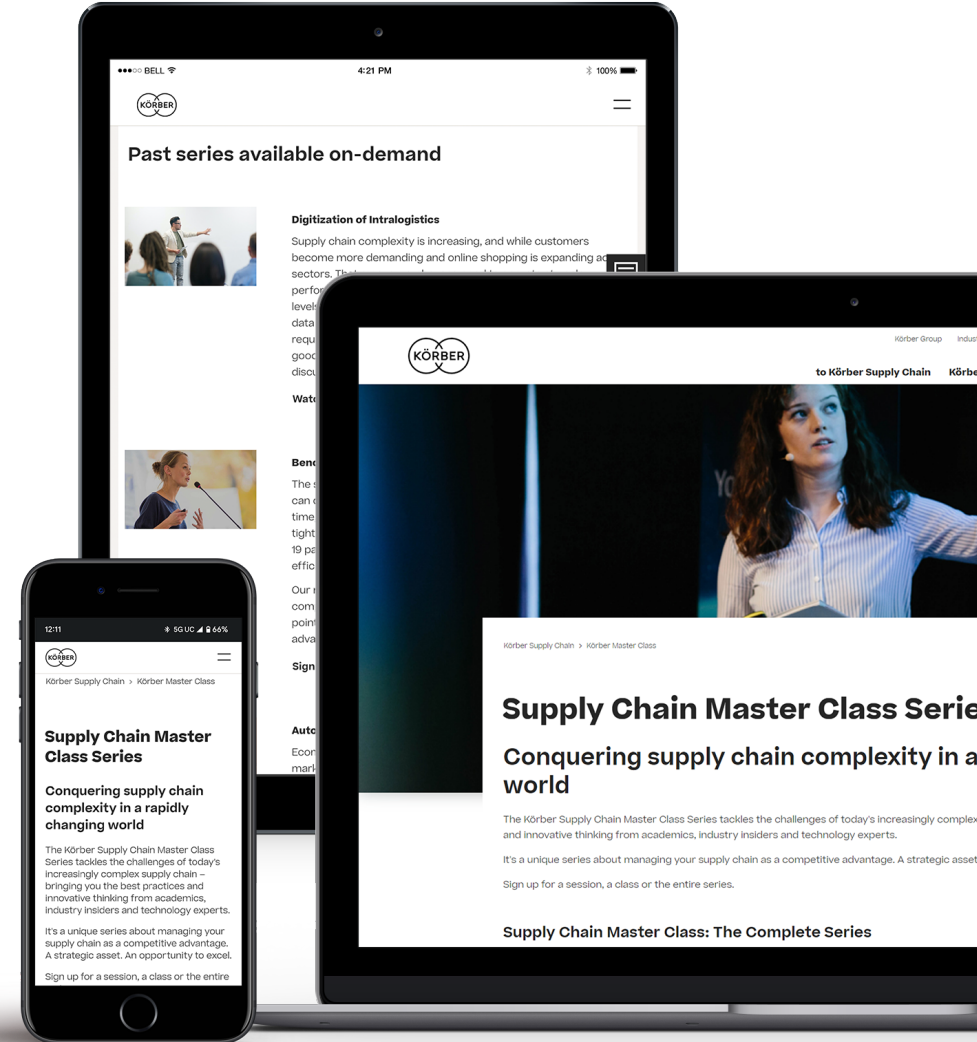 BELL
4:21 PM
100%
KÖRBER
Past series available on-demand
Digitization of Intralogistics
Supply chain complexity is increasing, and while customers
become more demanding and online shopping is expanding
sectors.
data
The
can
time
19
Our
KÖRBER
Körber Group
to Körber Supply Chain
Körber Supply Chain > Körber Master Class
Supply Chain Master Class
Conquering supply chain complexity in a
world
The Körber Supply Chain Master Class Series tackles the challenges of today's increasingly
and innovative thinking from academics, industry insiders and technology experts.
It's a unique series about managing your supply chain as a competitive advantage. A strategic asset
Sign up for a session, a class or the entire series.
Supply Chain Master Class: The Complete Series
12:11
5G UC 66%
KÖRBER
Körber Supply Chain > Körber Master Class
Supply Chain Master
Class Series
Conquering supply chain
complexity in a rapidly
changing world
The Körber Supply Chain Master Class
Series tackles the challenges of today's
increasingly complex supply chain –
bringing you the best practices and
innovative thinking from academics,
industry insiders and technology experts.
It's a unique series about managing your
supply chain as a competitive advantage.
A strategic asset. An opportunity to excel.
Sign up for a session, a class or the entire